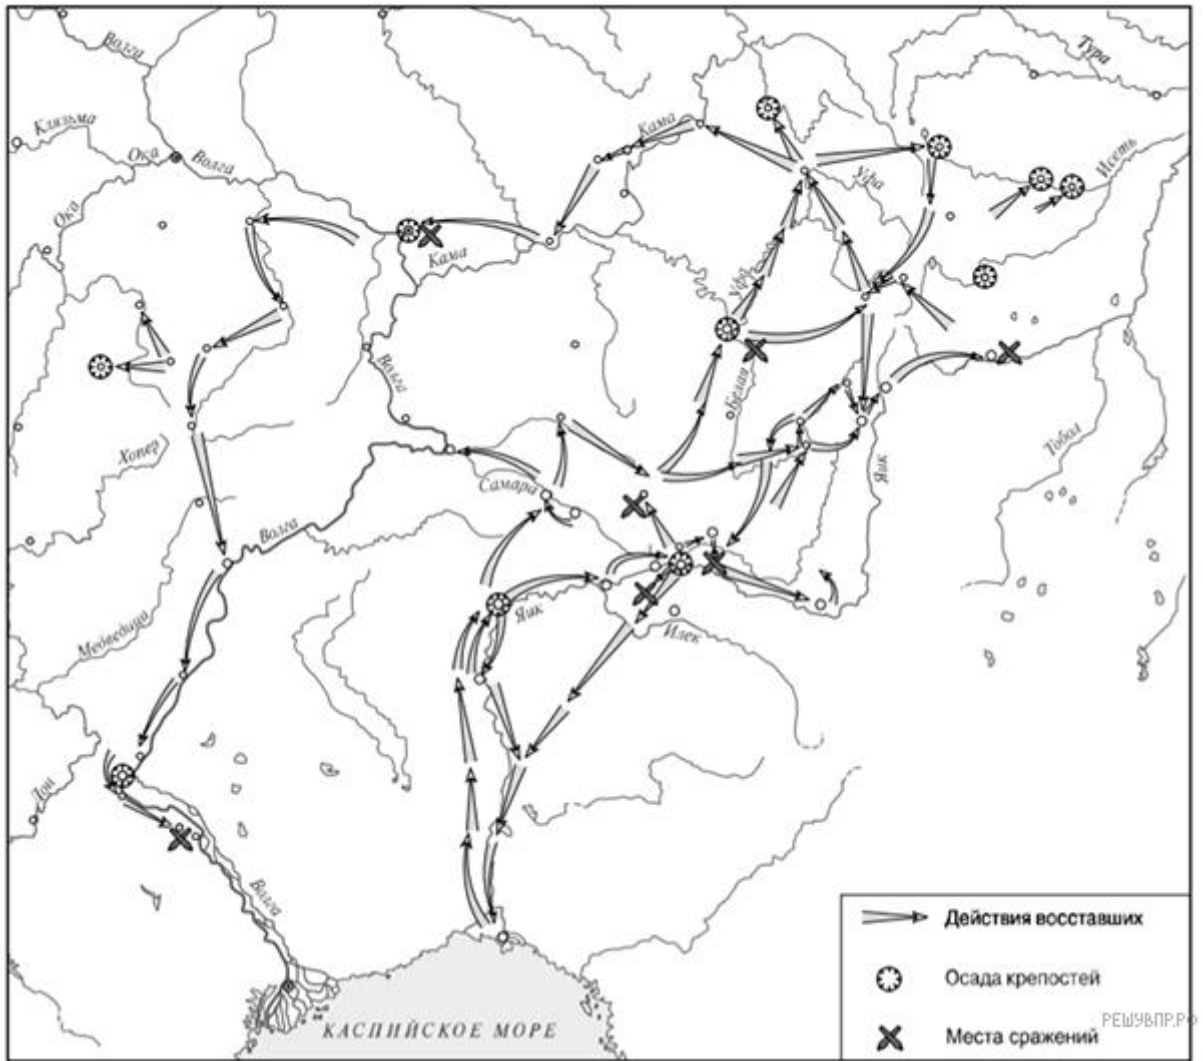 Волга
Тура
Клязьма
Кама
Ока
Волга
Исеть
Уфа
Ока
Кама
Уфа
Волга
Белая
Тобол
Хопер
Яик
Самара
Волга
Яик
Медведица
Илек
Дон
Волга
КАСПИЙСКОЕ МОРЕ
Действия восставших
Осада крепостей
Места сражений
РЕШУВПР.РФ